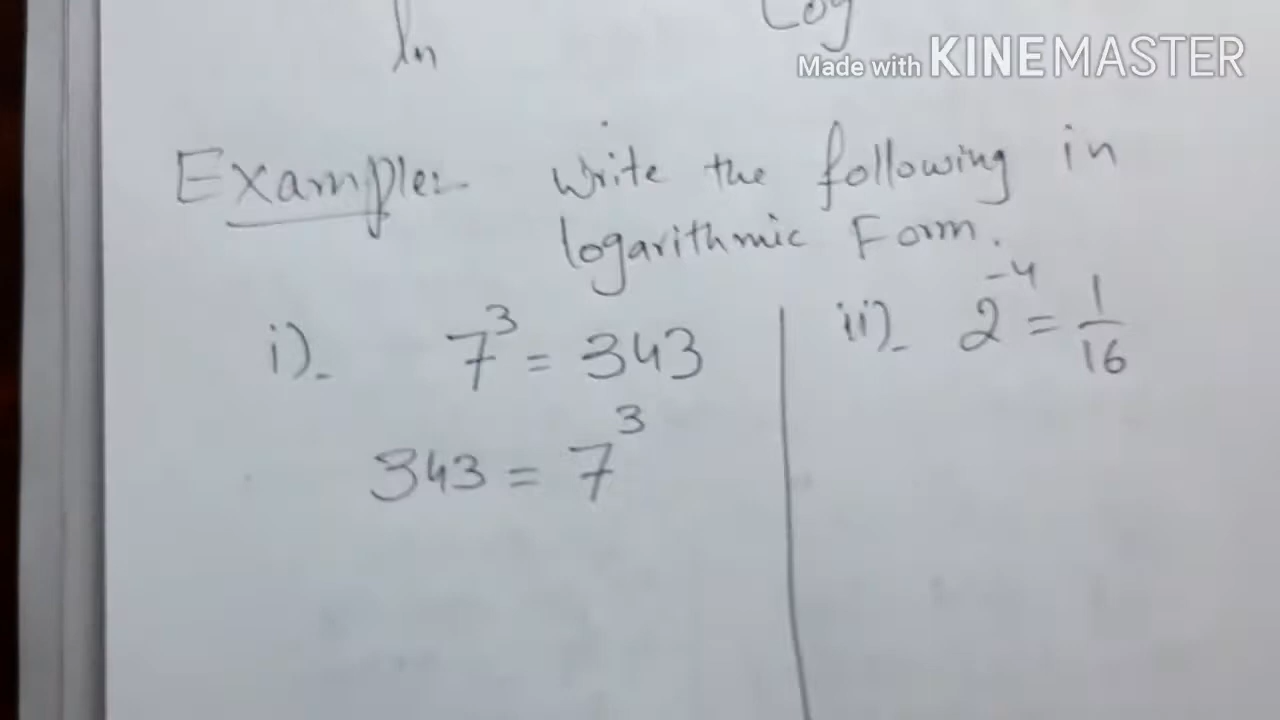 ln Log
Made with KINEMASTER
Example:- Write the following in
logarithmic Form.
i)- 7³ = 343
343 = 7³
ii)- 2⁻⁴ = 1/16